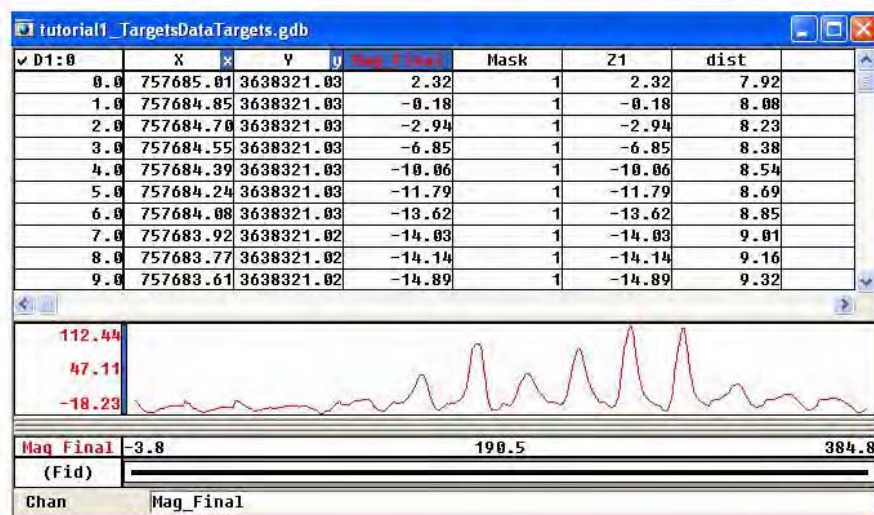 tutorial1_TargetsDataTargets.gdb
✓ D1:0 X x Y y Mag_Final Mask Z1 dist
0.0 757685.01 3638321.03 2.32 1 2.32 7.92
1.0 757684.85 3638321.03 -0.18 1 -0.18 8.08
2.0 757684.70 3638321.03 -2.94 1 -2.94 8.23
3.0 757684.55 3638321.03 -6.85 1 -6.85 8.38
4.0 757684.39 3638321.03 -10.06 1 -10.06 8.54
5.0 757684.24 3638321.03 -11.79 1 -11.79 8.69
6.0 757684.08 3638321.03 -13.62 1 -13.62 8.85
7.0 757683.92 3638321.02 -14.03 1 -14.03 9.01
8.0 757683.77 3638321.02 -14.14 1 -14.14 9.16
9.0 757683.61 3638321.02 -14.89 1 -14.89 9.32
112.44
47.11
-18.23
Mag Final -3.8 190.5 384.8
(Fid)
Chan Mag_Final